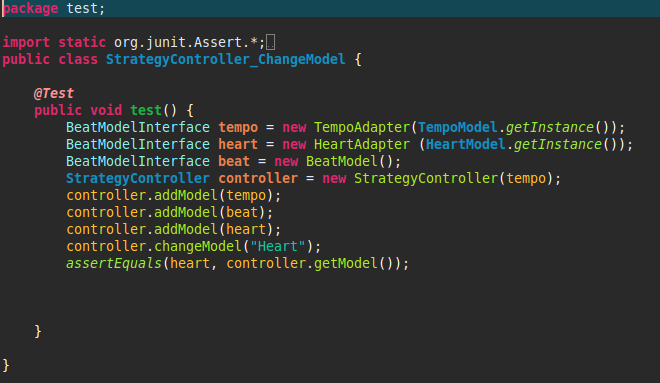 package test;
import static org.junit.Assert.*;
public class StrategyController_ChangeModel {
@Test
public void test() {
BeatModelInterface tempo = new TempoAdapter(TempoModel.getInstance());
BeatModelInterface heart = new HeartAdapter (HeartModel.getInstance());
BeatModelInterface beat = new BeatModel();
StrategyController controller = new StrategyController(tempo);
controller.addModel(tempo);
controller.addModel(beat);
controller.addModel(heart);
controller.changeModel("Heart");
assertEquals(heart, controller.getModel());
}
}